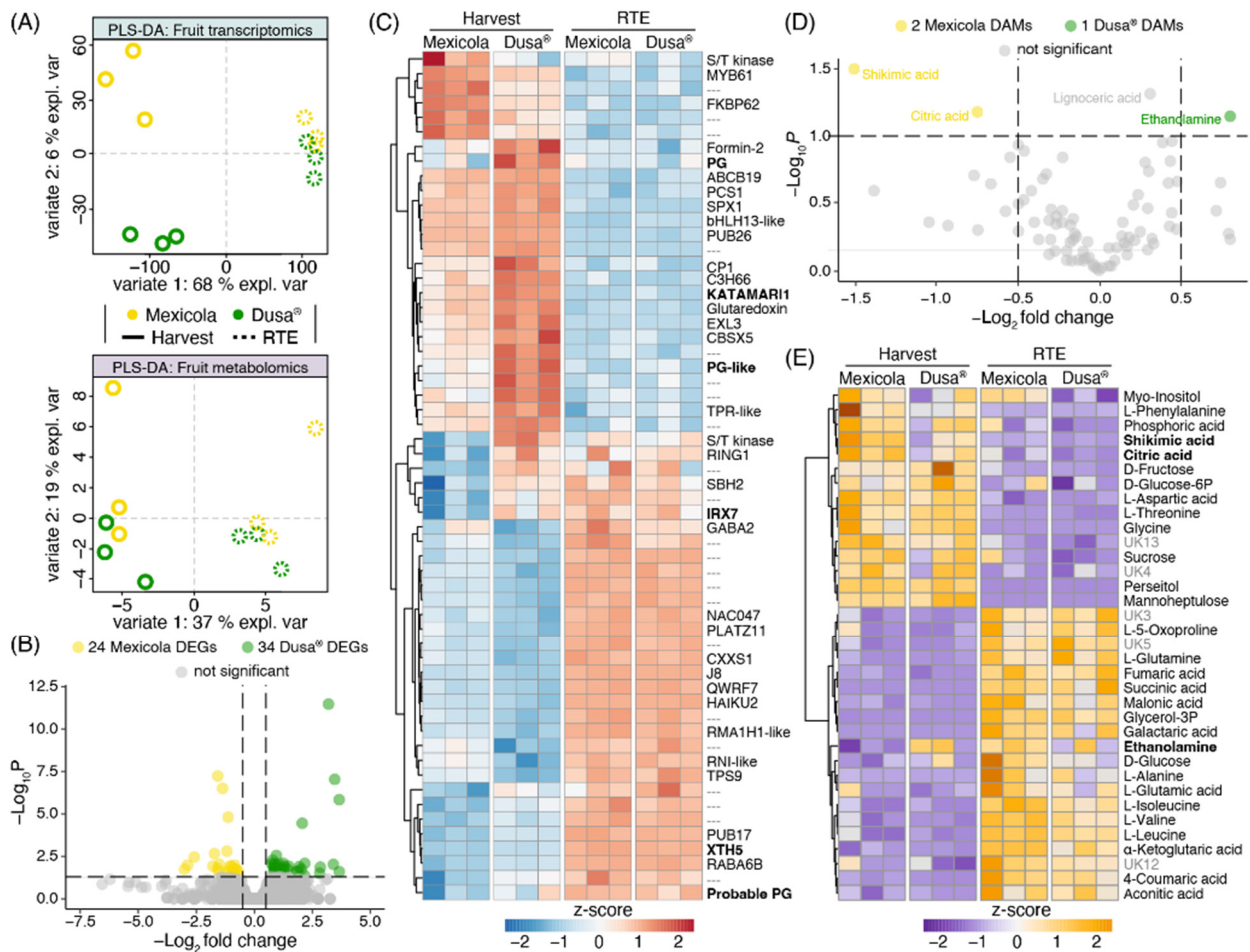 (A)
PLS-DA: Fruit transcriptomics
variate 2: 6 % expl. var
60
30
0
−30
−100
0
100
variate 1: 68 % expl. var
Mexicola
Dusa®
Harvest
RTE
PLS-DA: Fruit metabolomics
variate 2: 19 % expl. var
8
6
4
2
0
−2
−4
−5
0
5
variate 1: 37 % expl. var
(B)
24 Mexicola DEGs
34 Dusa® DEGs
not significant
−Log10P
12.5
10.0
7.5
5.0
2.5
0.0
−7.5
−5.0
−2.5
0.0
2.5
5.0
−Log2 fold change
(C)
Harvest
RTE
Mexicola
Dusa®
Mexicola
Dusa®
S/T kinase
MYB61
---
FKBP62
---
---
Formin-2
PG
ABCB19
PCS1
SPX1
bHLH13-like
PUB26
---
CP1
C3H66
KATAMARI1
Glutaredoxin
EXL3
CBSX5
---
PG-like
---
---
TPR-like
---
S/T kinase
RING1
---
SBH2
---
IRX7
GABA2
---
---
---
---
---
NAC047
PLATZ11
---
CXXS1
J8
QWRF7
HAIKU2
---
RMA1H1-like
---
RNI-like
TPS9
---
---
---
PUB17
XTH5
RABA6B
---
Probable PG
z-score
−2
−1
0
1
2
(D)
2 Mexicola DAMs
1 Dusa® DAMs
not significant
−Log10P
1.5
1.0
0.5
0.0
Shikimic acid
Citric acid
Lignoceric acid
Ethanolamine
−1.5
−1.0
−0.5
0.0
0.5
−Log2 fold change
(E)
Harvest
RTE
Mexicola
Dusa®
Mexicola
Dusa®
Myo-Inositol
L-Phenylalanine
Phosphoric acid
Shikimic acid
Citric acid
D-Fructose
D-Glucose-6P
L-Aspartic acid
L-Threonine
Glycine
UK13
Sucrose
UK4
Perseitol
Mannoheptulose
UK3
L-5-Oxoproline
UK5
L-Glutamine
Fumaric acid
Succinic acid
Malonic acid
Glycerol-3P
Galactaric acid
Ethanolamine
D-Glucose
L-Alanine
L-Glutamic acid
L-Isoleucine
L-Valine
L-Leucine
α-Ketoglutaric acid
UK12
4-Coumaric acid
Aconitic acid
z-score
−2
−1
0
1
2